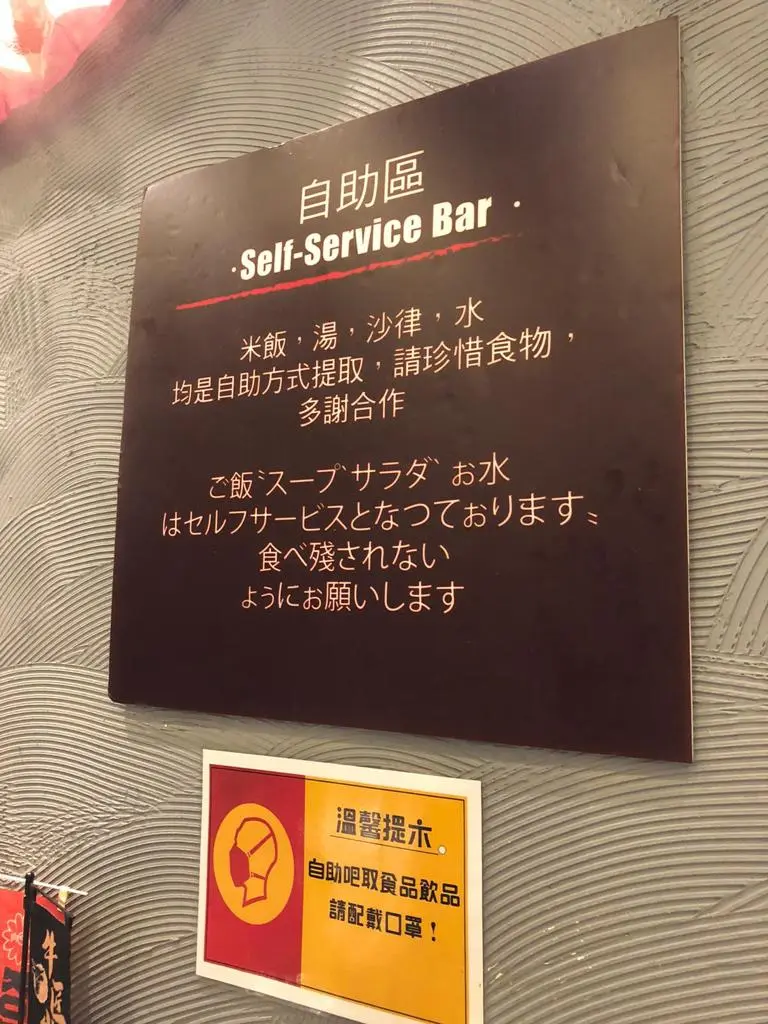 自助區
·Self-Service Bar·
米飯，湯，沙律，水
均是自助方式提取，請珍惜食物，
多謝合作
ご飯〝スープ〝サラダ〝お水
はセルフサービスとなつております〟
食べ殘されない
ようにお願いします
溫馨提示
自助吧取食品飲品
請配戴口罩！
牛